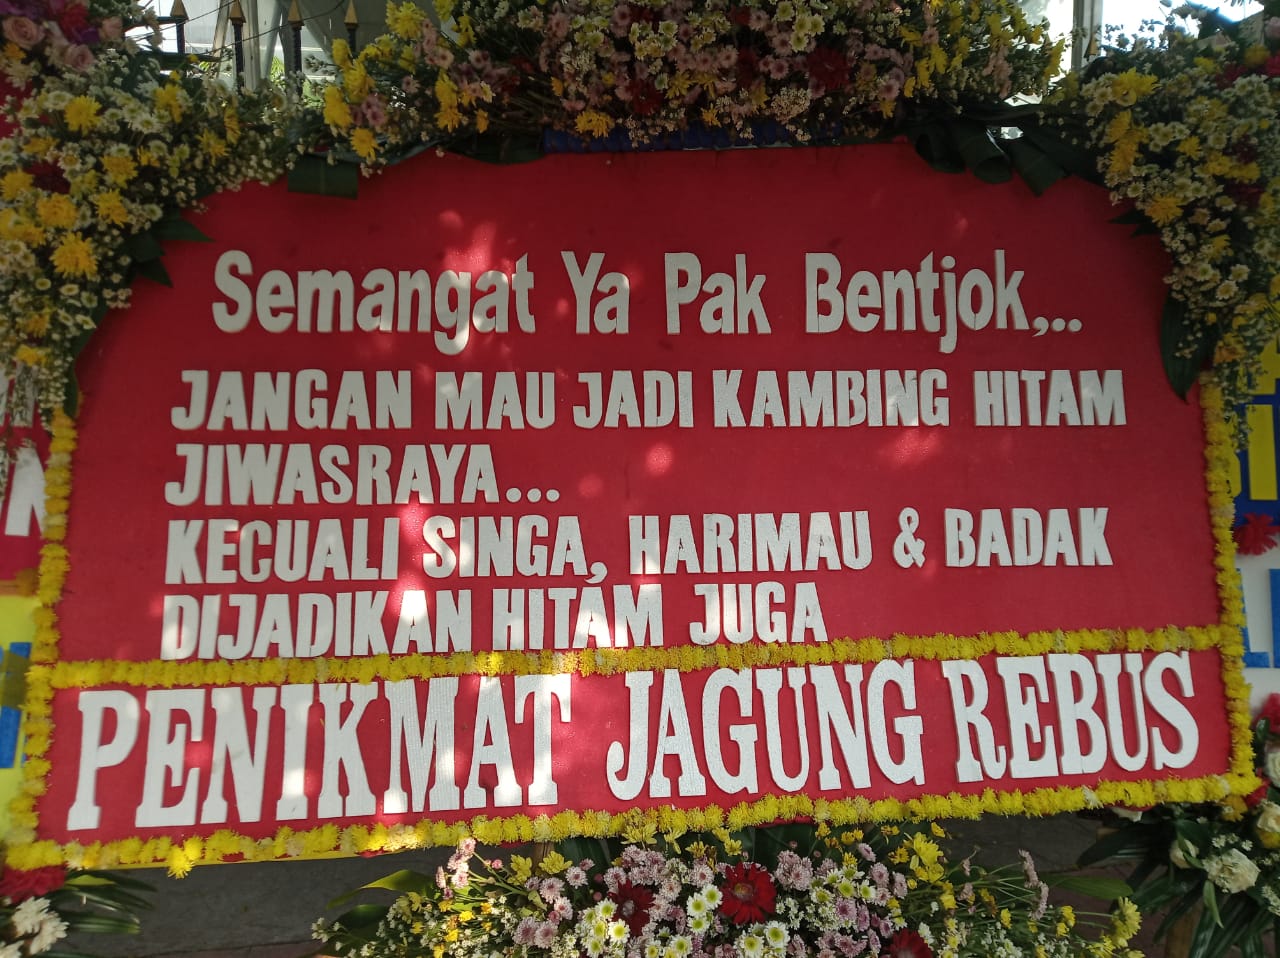 Semangat Ya Pak Bentjok,...
JANGAN MAU JADI KAMBING HITAM
JIWASRAYA...
KECUALI SINGA, HARIMAU & BADAK
DIJADIKAN HITAM JUGA
PENIKMAT JAGUNG REBUS